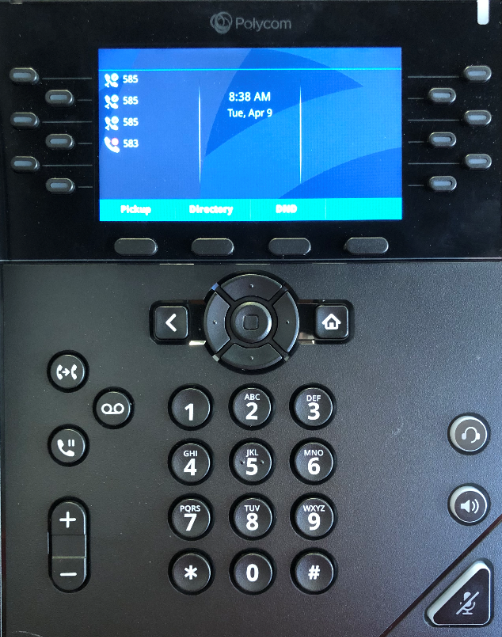 Polycom
585
585
585
583
8:38 AM
Tue, Apr 9
Pickup Directory DND
1 ABC 2 DEF 3
GHI 4 JKL 5 MNO 6
PQRS 7 TUV 8 WXYZ 9
* 0 #
+
−